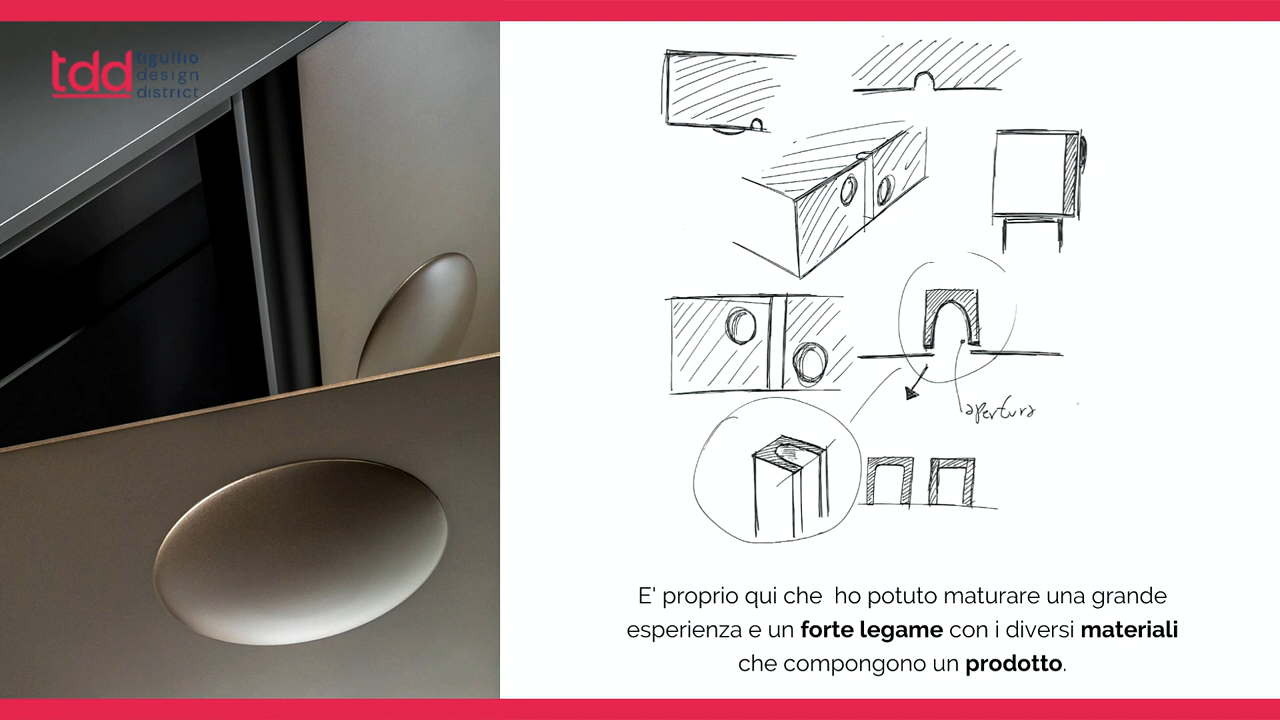 tdd
tigullio
design
district
apertura
E' proprio qui che ho potuto maturare una grande
esperienza e un forte legame con i diversi materiali
che compongono un prodotto.